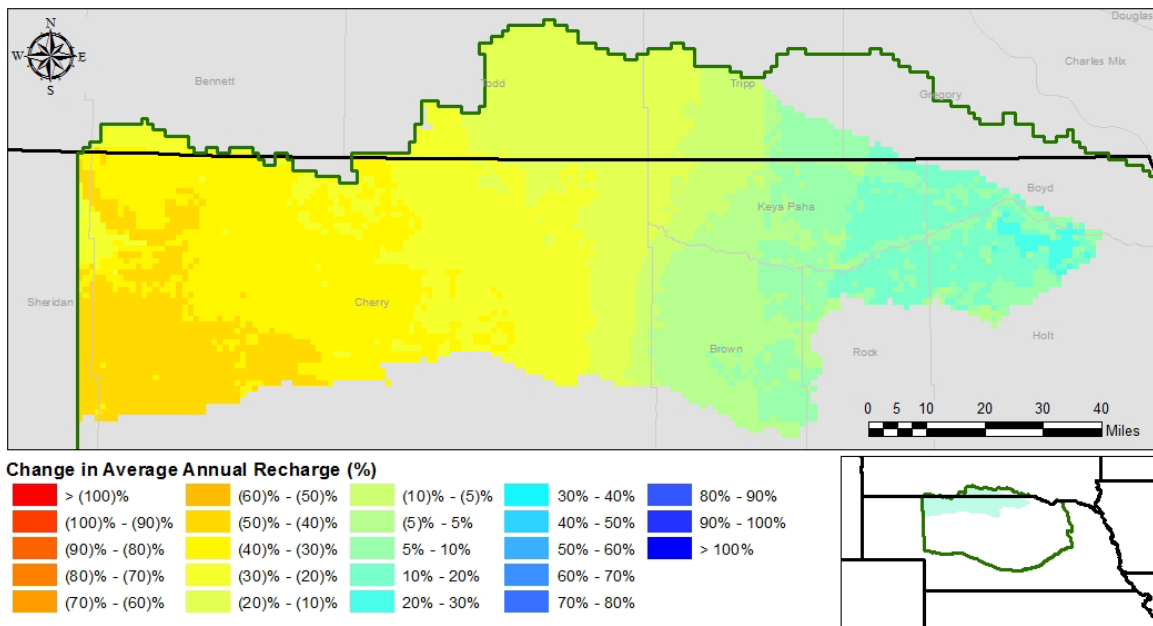 N
W E
S
Douglas
Charles Mix
Bennett
Todd
Tripp
Gregory
Boyd
Keya Paha
Sheridan
Cherry
Brown
Rock
Holt
0 5 10 20 30 40
Miles
Change in Average Annual Recharge (%)
> (100)%
(100)% - (90)%
(90)% - (80)%
(80)% - (70)%
(70)% - (60)%
(60)% - (50)%
(50)% - (40)%
(40)% - (30)%
(30)% - (20)%
(20)% - (10)%
(10)% - (5)%
(5)% - 5%
5% - 10%
10% - 20%
20% - 30%
30% - 40%
40% - 50%
50% - 60%
60% - 70%
70% - 80%
80% - 90%
90% - 100%
> 100%